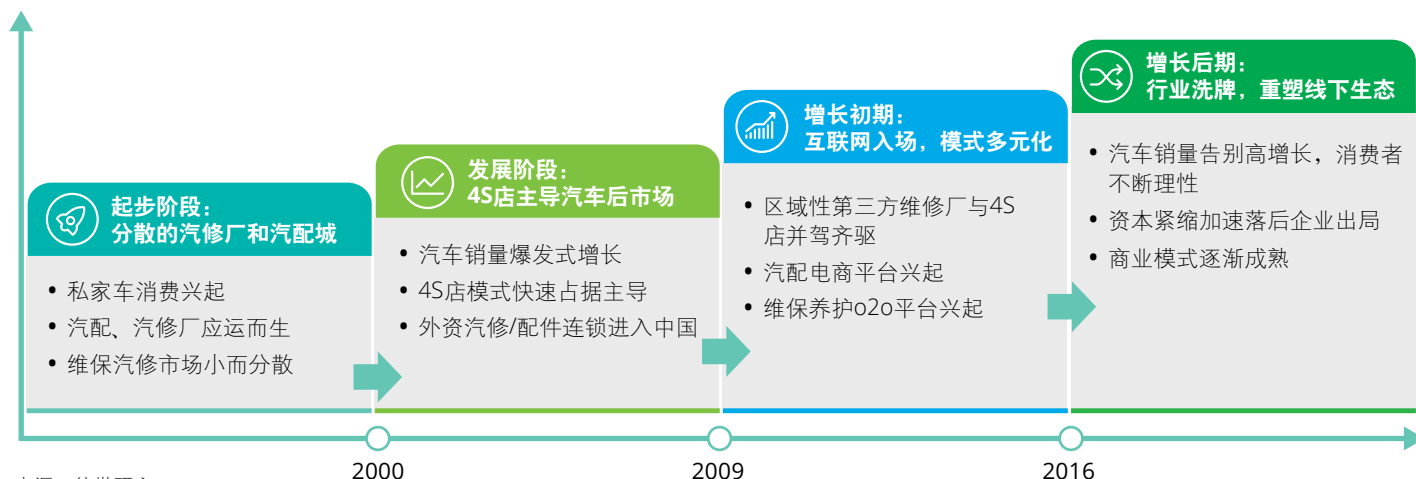 起步阶段：
分散的汽修厂和汽配城
• 私家车消费兴起
• 汽配、汽修厂应运而生
• 维保汽修市场小而分散
发展阶段：
4S店主导汽车后市场
• 汽车销量爆发式增长
• 4S店模式快速占据主导
• 外资汽修/配件连锁进入中国
增长初期：
互联网入场，模式多元化
• 区域性第三方维修厂与4S
店并驾齐驱
• 汽配电商平台兴起
• 维保养护o2o平台兴起
增长后期：
行业洗牌，重塑线下生态
• 汽车销量告别高增长，消费者
不断理性
• 资本紧缩加速落后企业出局
• 商业模式逐渐成熟
2000
2009
2016